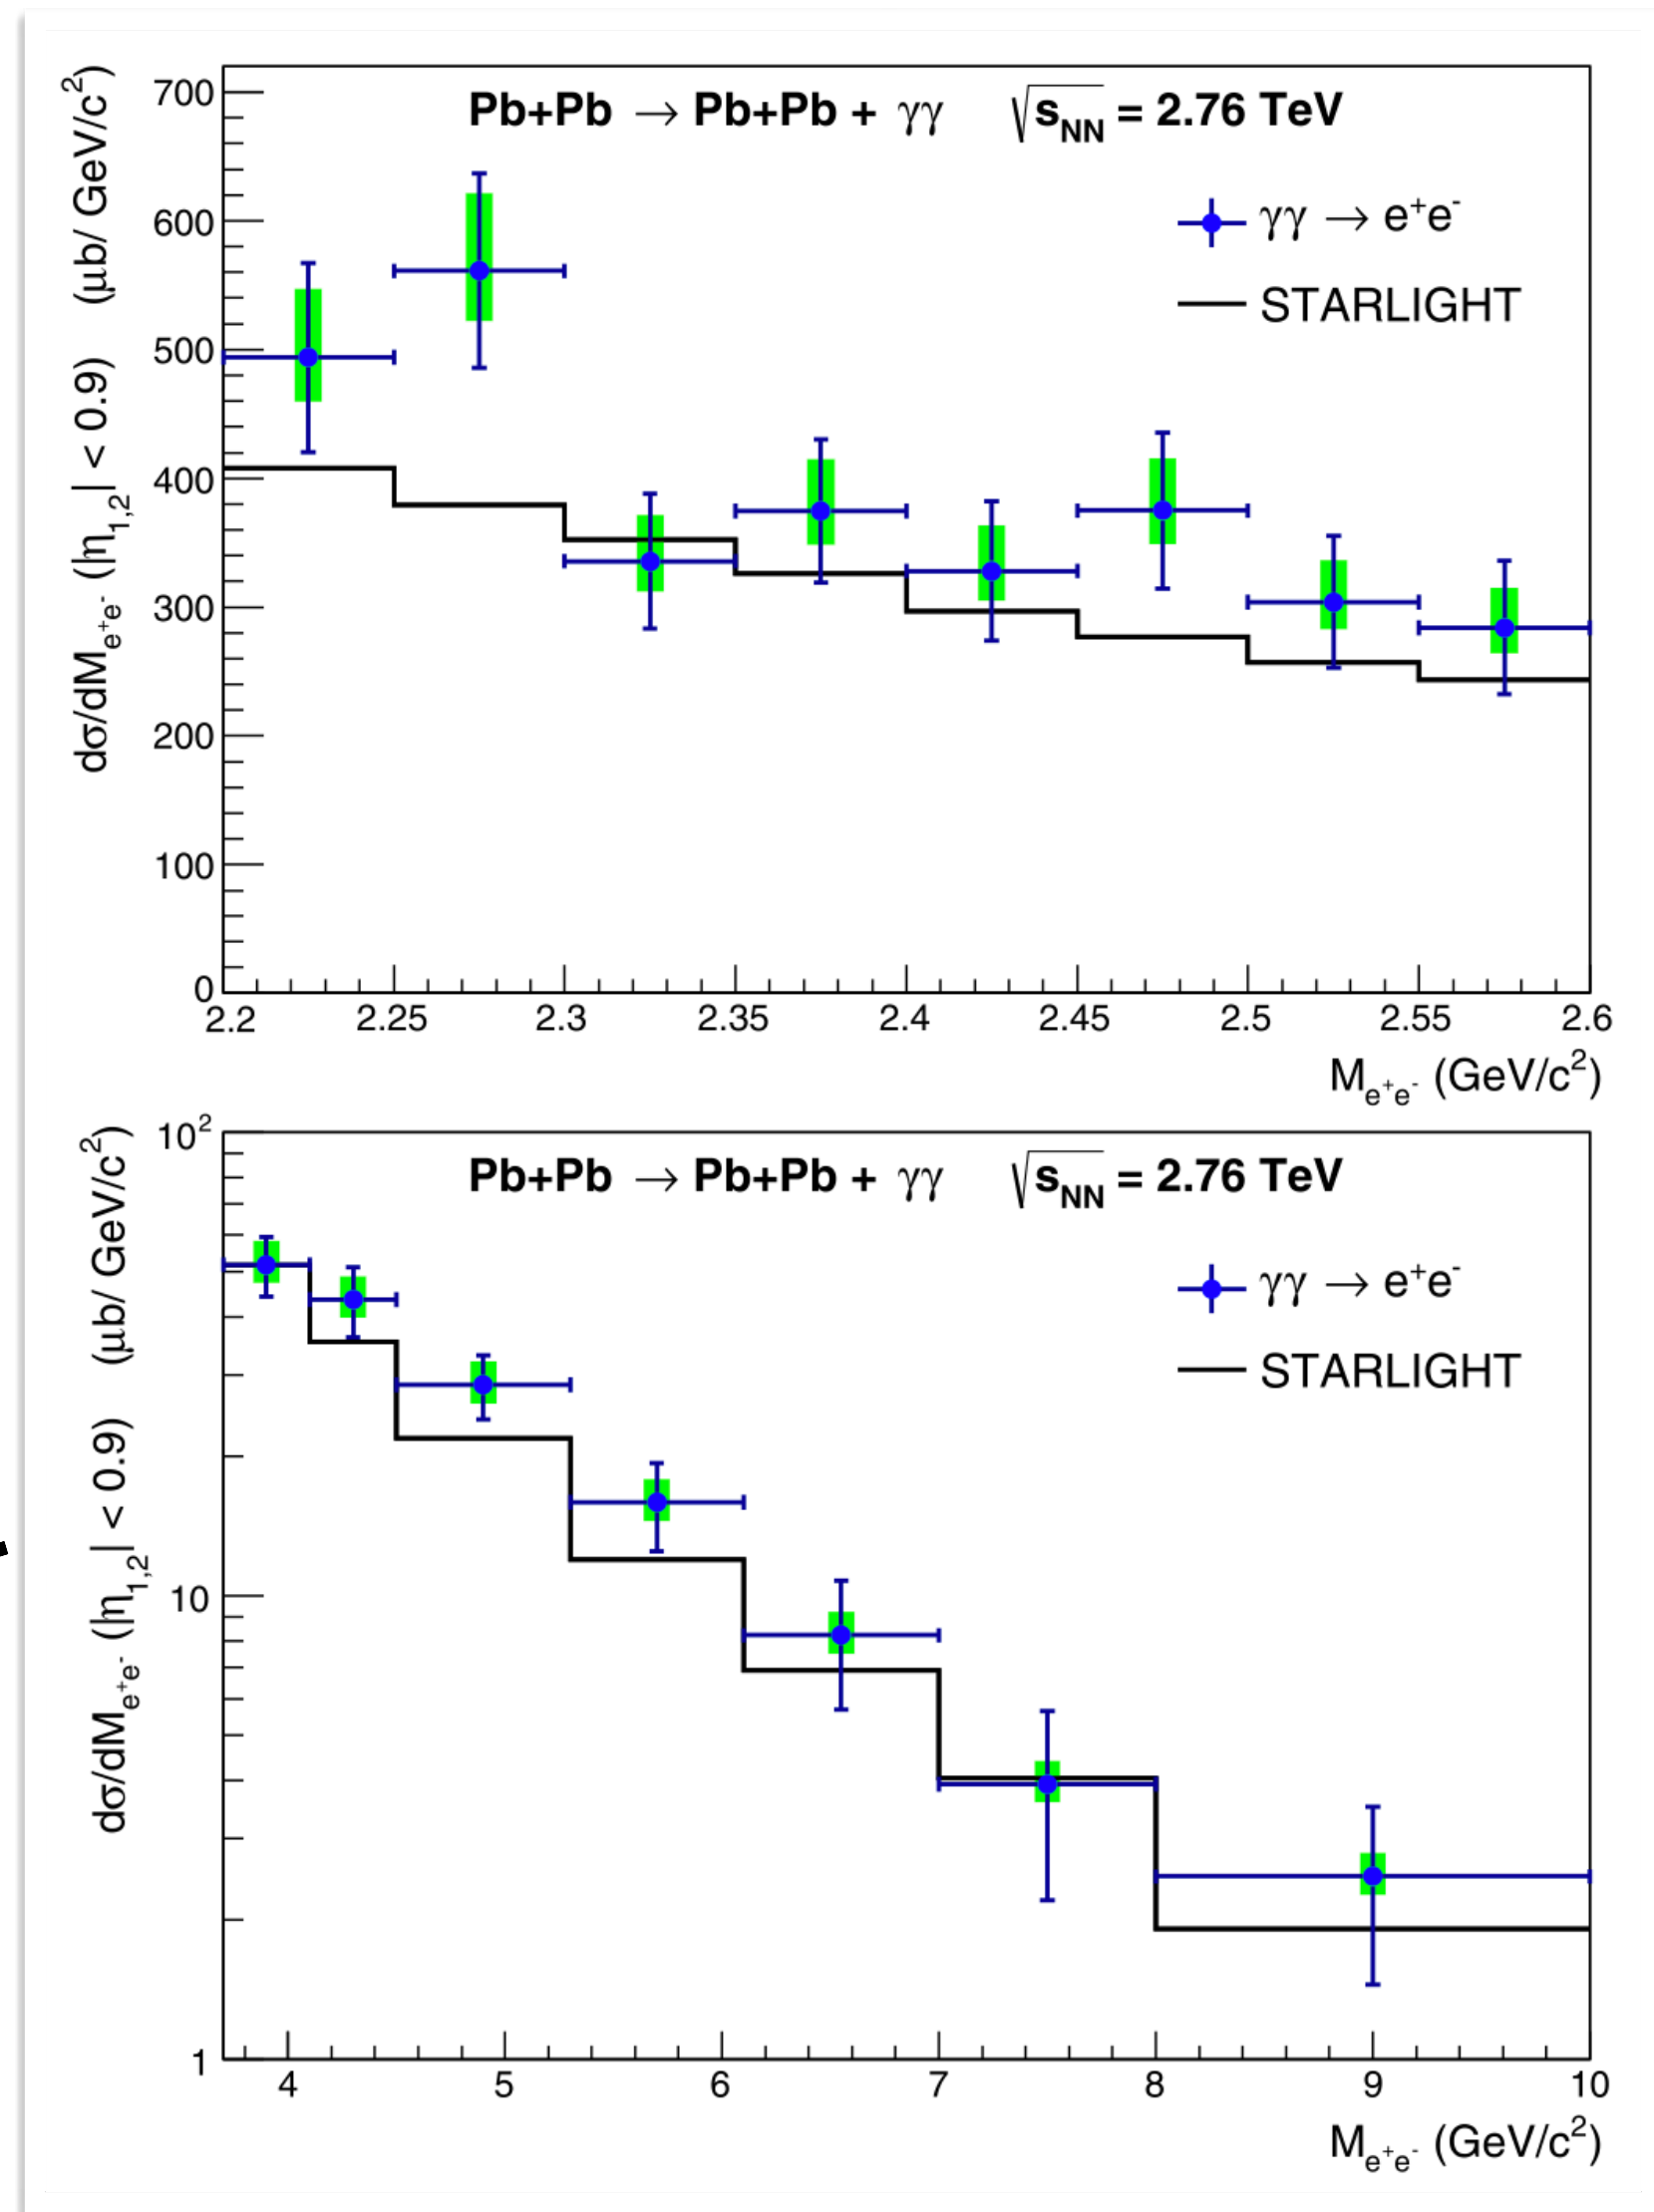 Pb+Pb → Pb+Pb + γγ √sNN = 2.76 TeV
γγ → e⁺e⁻
STARLIGHT
dσ/dMe⁺e⁻ (|η1,2| < 0.9) (μb/ GeV/c²)
700
600
500
400
300
200
100
0
2.2 2.25 2.3 2.35 2.4 2.45 2.5 2.55 2.6
Me⁺e⁻ (GeV/c²)
Pb+Pb → Pb+Pb + γγ √sNN = 2.76 TeV
γγ → e⁺e⁻
STARLIGHT
dσ/dMe⁺e⁻ (|η1,2| < 0.9) (μb/ GeV/c²)
10²
10
1
4 5 6 7 8 9 10
Me⁺e⁻ (GeV/c²)